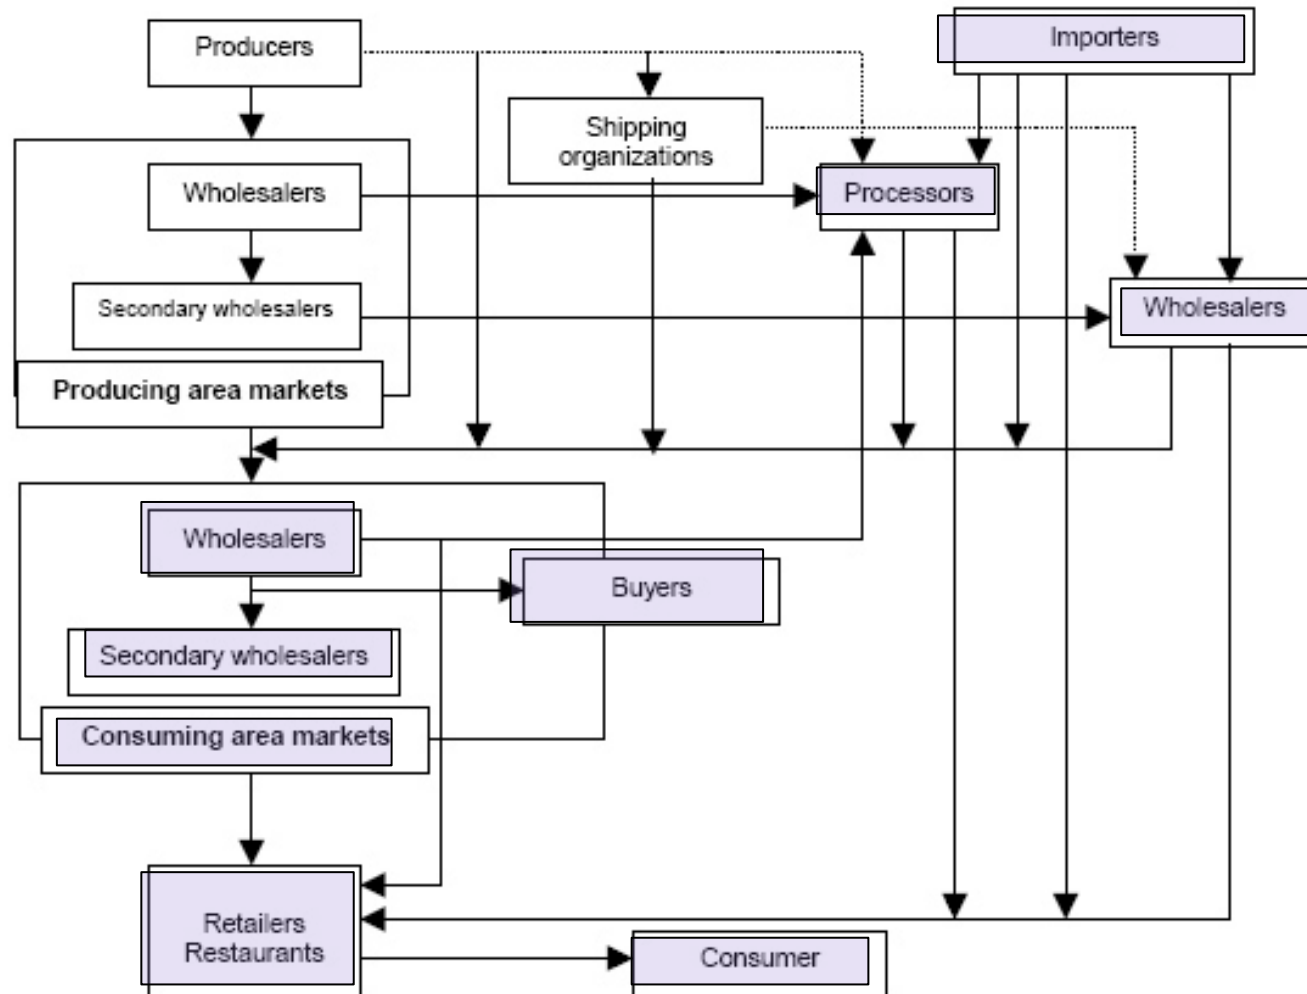 Producers
Importers
Shipping
organizations
Wholesalers
Processors
Secondary wholesalers
Wholesalers
Producing area markets
Wholesalers
Buyers
Secondary wholesalers
Consuming area markets
Retailers
Restaurants
Consumer